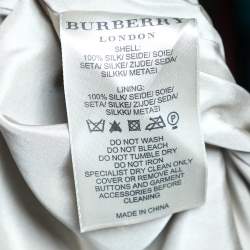 BURBERRY
LONDON
SHELL:
100% SILK/ SEIDE/ SOIE/
SETA/ SILKE/ ZIJDE/ SEDA/
SILKKI/ METAΞI
LINING:
100% SILK/ SEIDE/ SOIE/
SETA/ SILKE/ ZIJDE/ SEDA/
SILKKI/ METAΞI
DO NOT WASH
DO NOT BLEACH
DO NOT TUMBLE DRY
DO NOT IRON
SPECIALIST DRY CLEAN ONLY
COVER OR REMOVE ALL
BUTTONS AND GARMENT
ACCESSORIES BEFORE
CLEANING
MADE IN CHINA